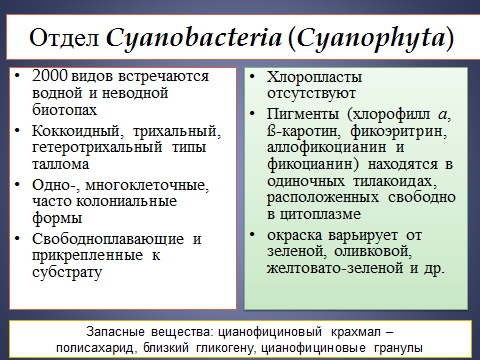 Отдел Cyanobacteria (Cyanophyta)
• 2000 видов встречаются
водной и неводной
биотопах
• Коккоидный, трихальный,
гетеротрихальный типы
таллома
• Одно-, многоклеточные,
часто колониальные
формы
• Свободноплавающие и
прикрепленные к
субстрату
• Хлоропласты
отсутствуют
• Пигменты (хлорофилл а,
ß-каротин, фикоэритрин,
аллофикоцианин и
фикоцианин) находятся в
одиночных тилакоидах,
расположенных свободно
в цитоплазме
• окраска варьирует от
зеленой, оливковой,
желтовато-зеленой и др.
Запасные вещества: цианофициновый крахмал –
полисахарид, близкий гликогену, цианофициновые гранулы